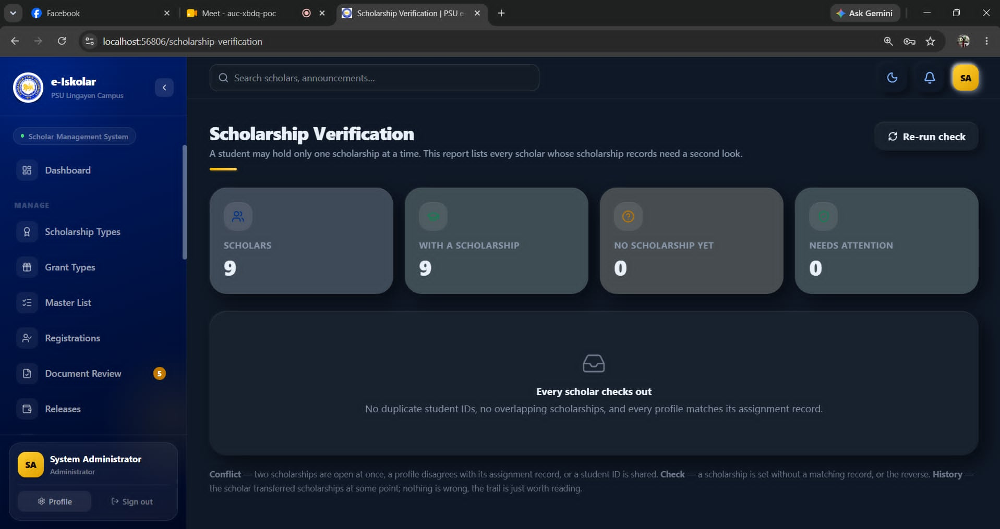 Facebook
Meet - auc-xbdq-poc
Scholarship Verification | PSU e-
Ask Gemini
localhost:56806/scholarship-verification
e-Iskolar
PSU Lingayen Campus
Scholar Management System
Dashboard
MANAGE
Scholarship Types
Grant Types
Master List
Registrations
Document Review
5
Releases
SA
System Administrator
Administrator
Profile
Sign out
Search scholars, announcements...
SA
Scholarship Verification
A student may hold only one scholarship at a time. This report lists every scholar whose scholarship records need a second look.
Re-run check
SCHOLARS
9
WITH A SCHOLARSHIP
9
NO SCHOLARSHIP YET
0
NEEDS ATTENTION
0
Every scholar checks out
No duplicate student IDs, no overlapping scholarships, and every profile matches its assignment record.
Conflict — two scholarships are open at once, a profile disagrees with its assignment record, or a student ID is shared. Check — a scholarship is set without a matching record, or the reverse. History —
the scholar transferred scholarships at some point; nothing is wrong, the trail is just worth reading.